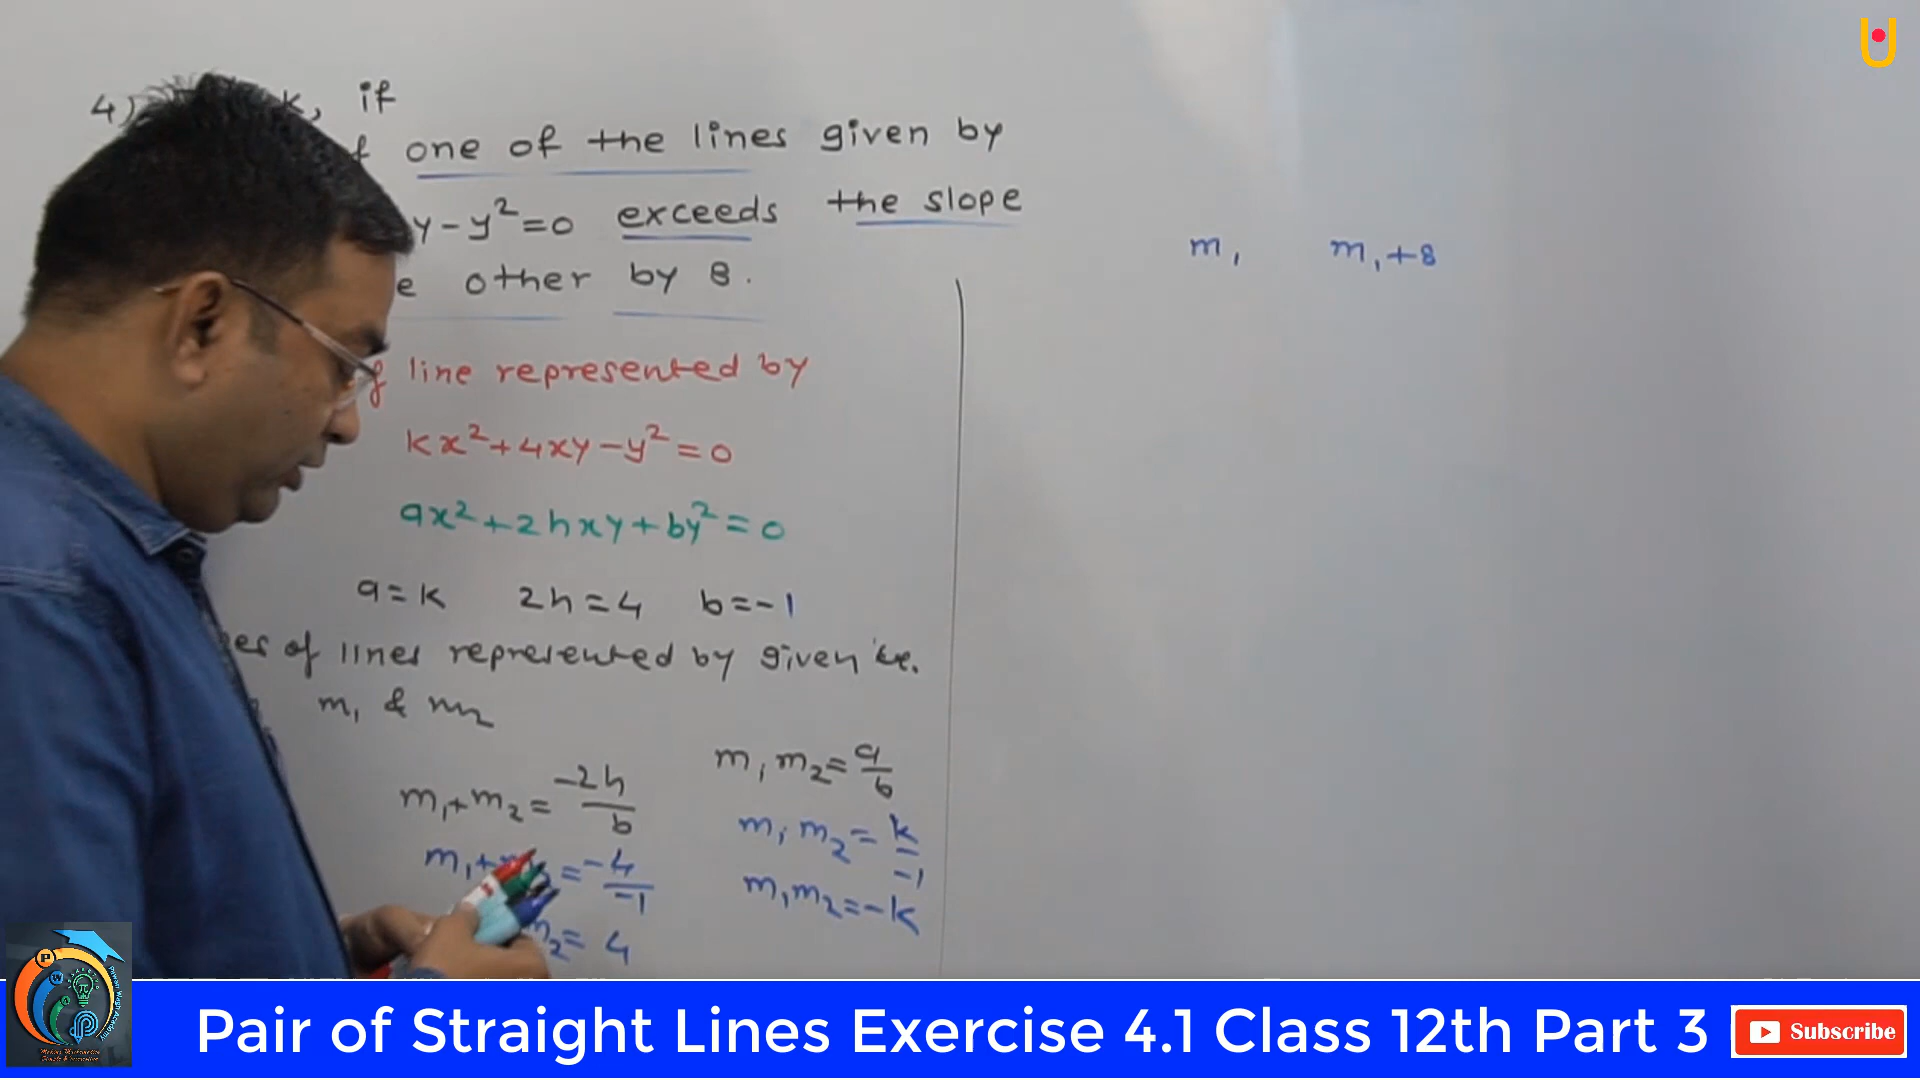 4) k, if
one of the lines given by
y-y²=0 exceeds the slope
e other by 8.
line represented by
kx²+4xy-y²=0
ax²+2hxy+by²=0
a=k 2h=4 b=-1
es of lines represented by given
m₁ & m₂
m₁+m₂=-2h/b
m₁m₂=a/b
m₁+ =-4/-1
m₁m₂=k/-1
m₂=4
m₁m₂=-k
m₁ m₁+8
Pair of Straight Lines Exercise 4.1 Class 12th Part 3
Subscribe